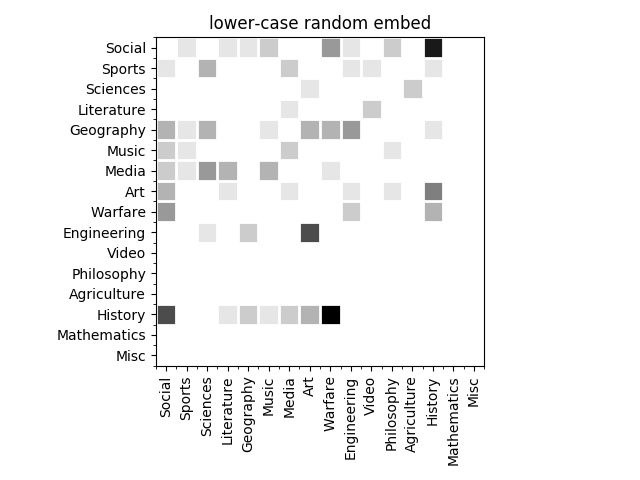 lower-case random embed
Social
Sports
Sciences
Literature
Geography
Music
Media
Art
Warfare
Engineering
Video
Philosophy
Agriculture
History
Mathematics
Misc
Social
Sports
Sciences
Literature
Geography
Music
Media
Art
Warfare
Engineering
Video
Philosophy
Agriculture
History
Mathematics
Misc